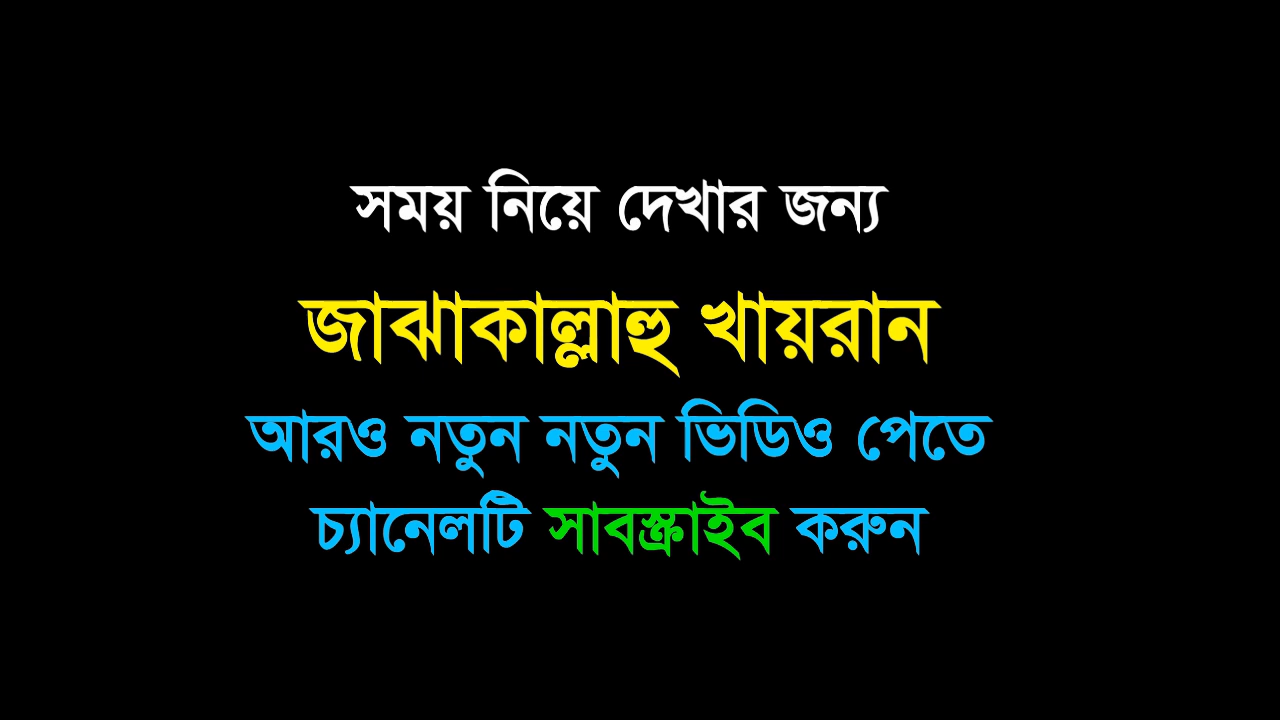 সময় নিয়ে দেখার জন্য
জাঝাকাল্লাহু খায়রান
আরও নতুন নতুন ভিডিও পেতে
চ্যানেলটি সাবস্ক্রাইব করুন